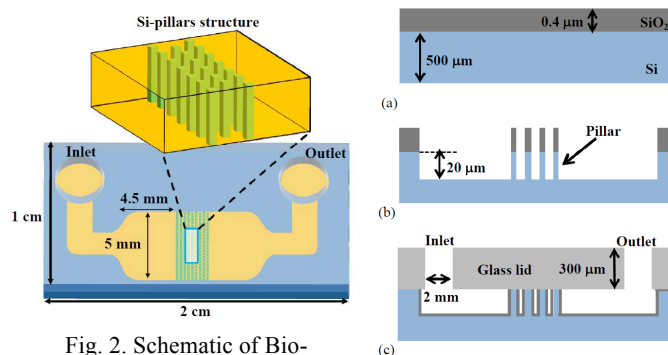 Si-pillars structure
Inlet
Outlet
4.5 mm
1 cm
5 mm
2 cm
Fig. 2. Schematic of Bio-
0.4 μm
SiO₂
500 μm
Si
(a)
Pillar
20 μm
(b)
Inlet
Outlet
Glass lid
300 μm
2 mm
(c)